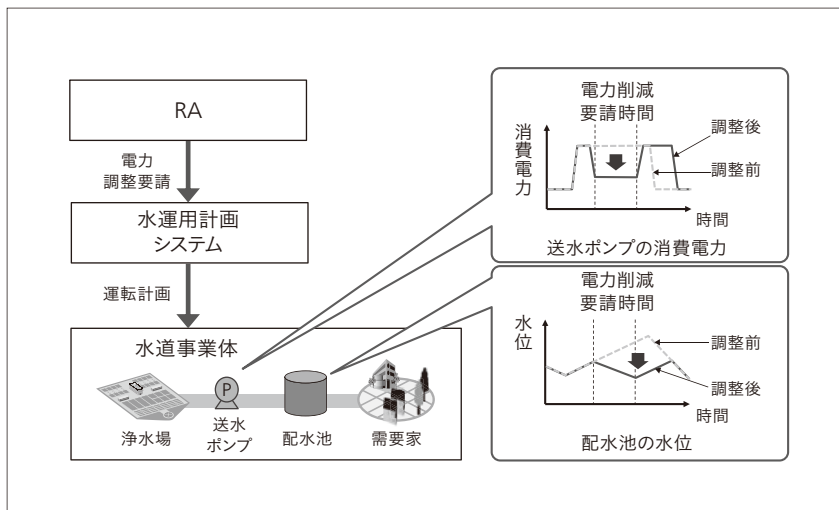 RA
電力
調整要請
水運用計画
システム
運転計画
水道事業体
P
浄水場
送水
ポンプ
配水池
需要家
電力削減
要請時間
消費電力
調整後
調整前
時間
送水ポンプの消費電力
電力削減
要請時間
水位
調整前
調整後
時間
配水池の水位